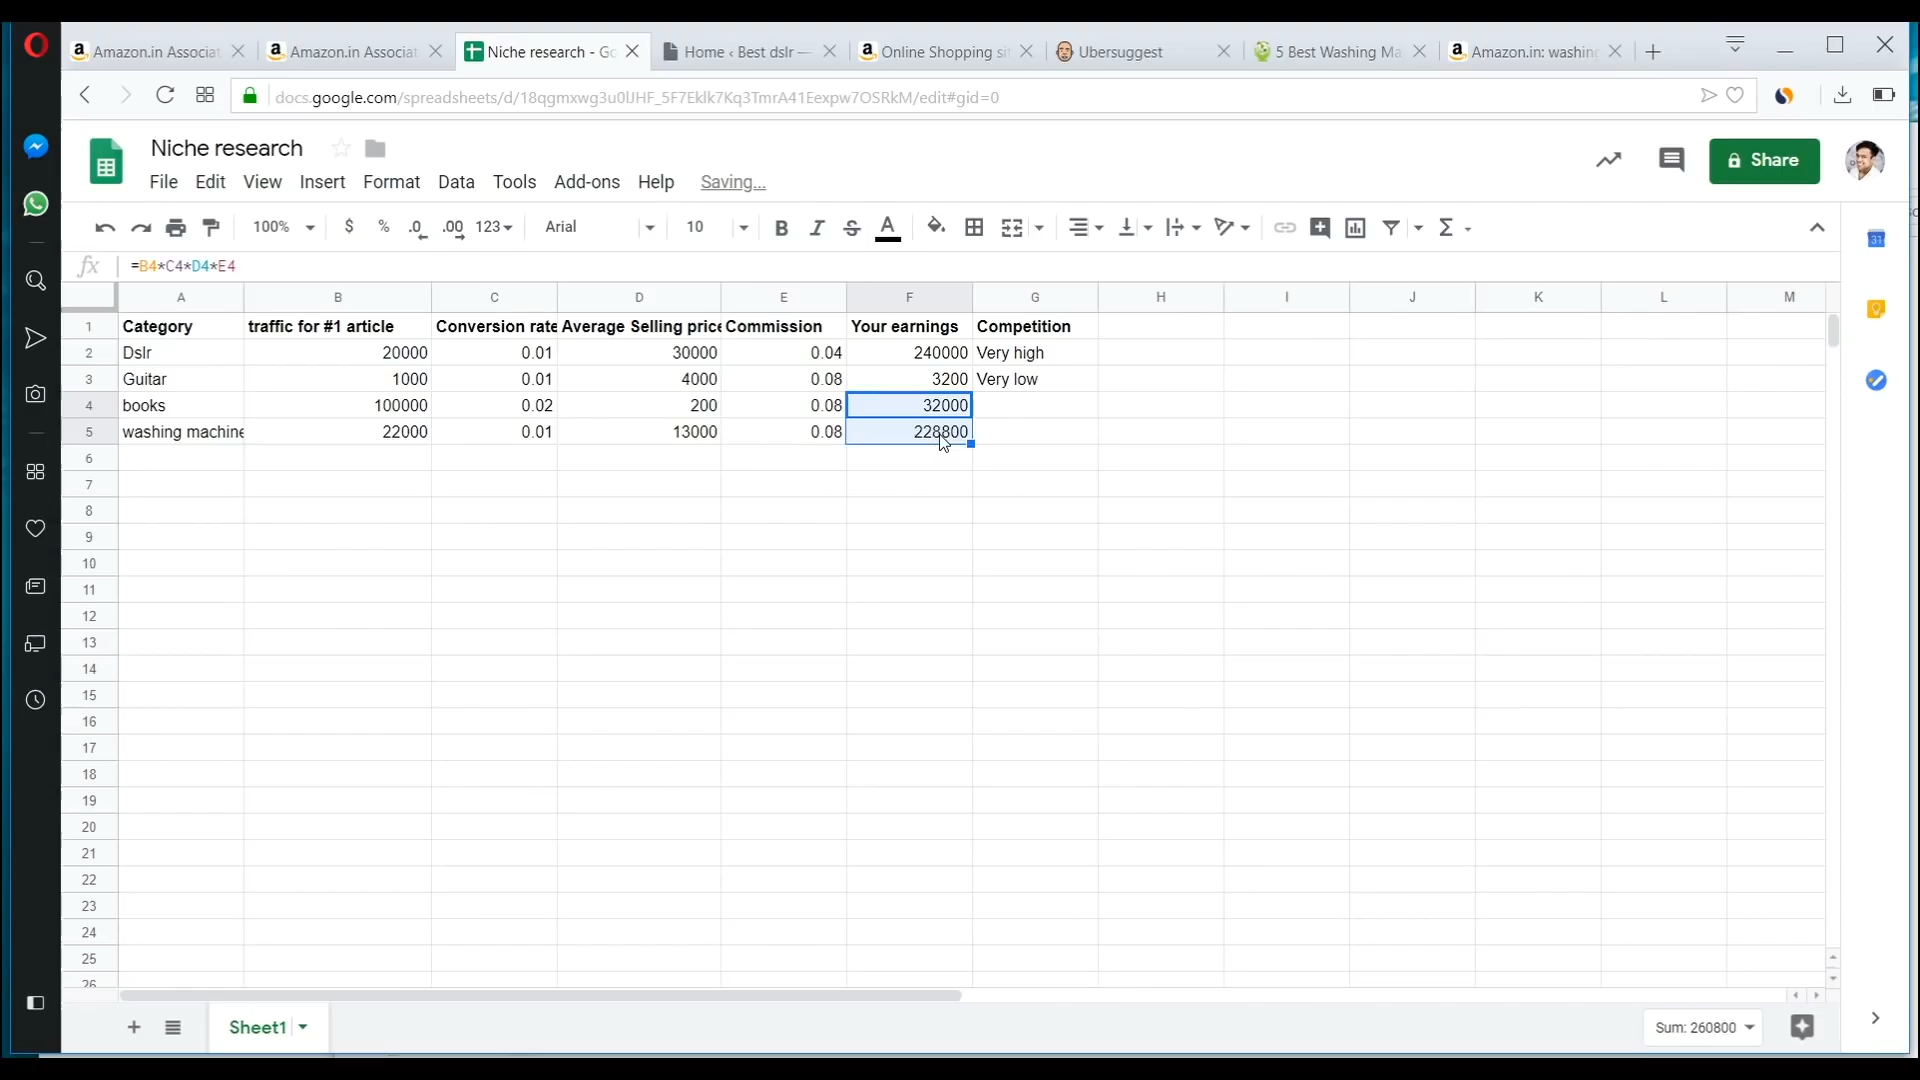 Amazon.in Associat
Amazon.in Associat
Niche research - Go
Home ‹ Best dslr —
Online Shopping si
Ubersuggest
5 Best Washing Ma
Amazon.in: washing
docs.google.com/spreadsheets/d/18qgmxwg3u0lJHF_5F7Eklk7Kq3TmrA41Eexpw7OSRkM/edit#gid=0
Niche research
Share
File Edit View Insert Format Data Tools Add-ons Help Saving...
100% $ % .0 .00 123 Arial 10 B I S A Σ
31
fx =B4*C4*D4*E4
A B C D E F G H I J K L M
1 Category traffic for #1 article Conversion rate Average Selling price Commission Your earnings Competition
2 Dslr 20000 0.01 30000 0.04 240000 Very high
3 Guitar 1000 0.01 4000 0.08 3200 Very low
4 books 100000 0.02 200 0.08 32000
5 washing machine 22000 0.01 13000 0.08 228800
6
7
8
9
10
11
12
13
14
15
16
17
18
19
20
21
22
23
24
25
26
Sheet1
Sum: 260800